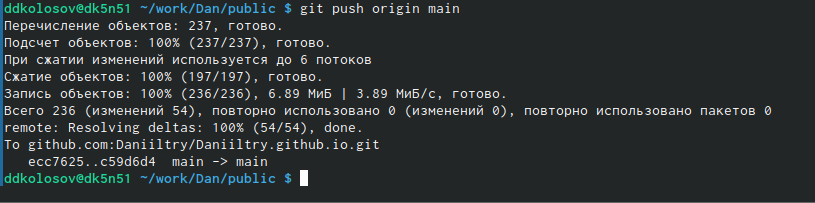 ddkolosov@dk5n51 ~/work/Dan/public $ git push origin main
Перечисление объектов: 237, готово.
Подсчет объектов: 100% (237/237), готово.
При сжатии изменений используется до 6 потоков
Сжатие объектов: 100% (197/197), готово.
Запись объектов: 100% (236/236), 6.89 МиБ | 3.89 МиБ/с, готово.
Всего 236 (изменений 54), повторно использовано 0 (изменений 0), повторно использовано пакетов 0
remote: Resolving deltas: 100% (54/54), done.
To github.com:Daniiltry/Daniiltry.github.io.git
   ecc7625..c59d6d4  main -> main
ddkolosov@dk5n51 ~/work/Dan/public $